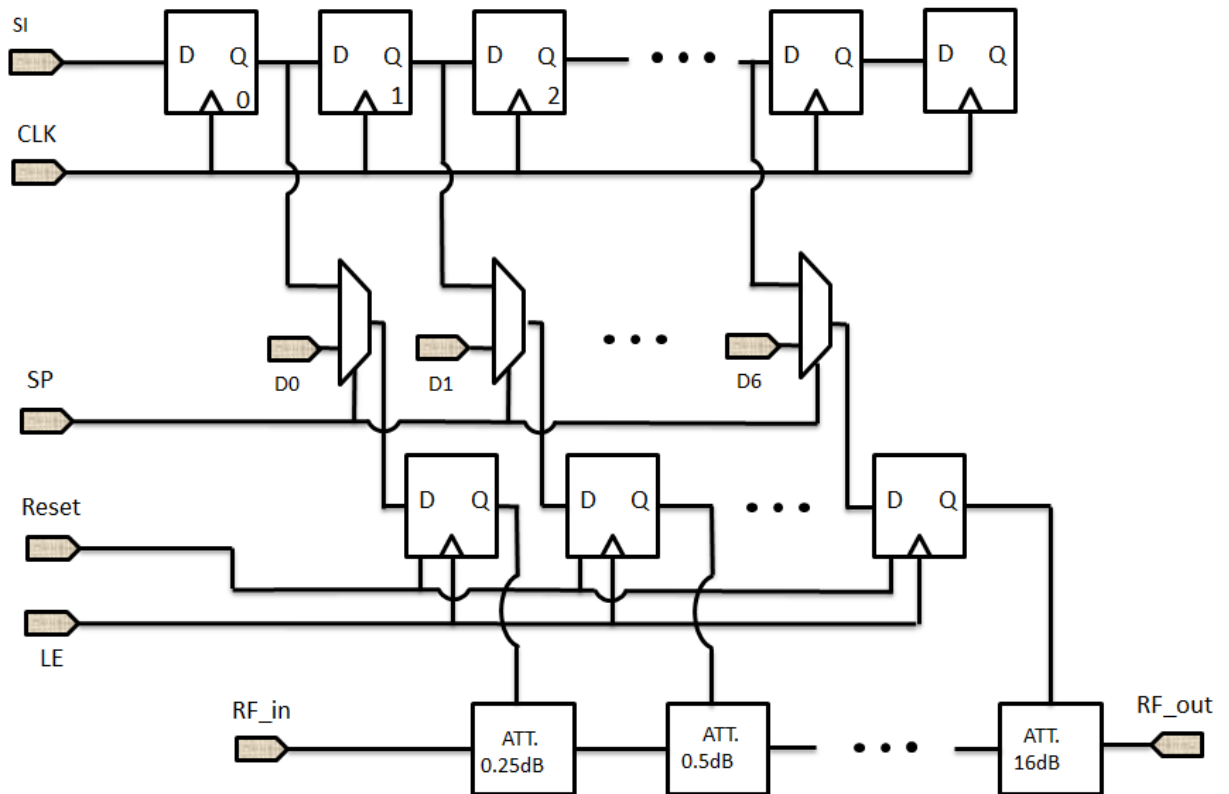 SI
D Q
0
D Q
1
D Q
2
D Q
D Q
CLK
D0
D1
D6
SP
D Q
D Q
D Q
Reset
LE
RF_in
ATT.
0.25dB
ATT.
0.5dB
ATT.
16dB
RF_out